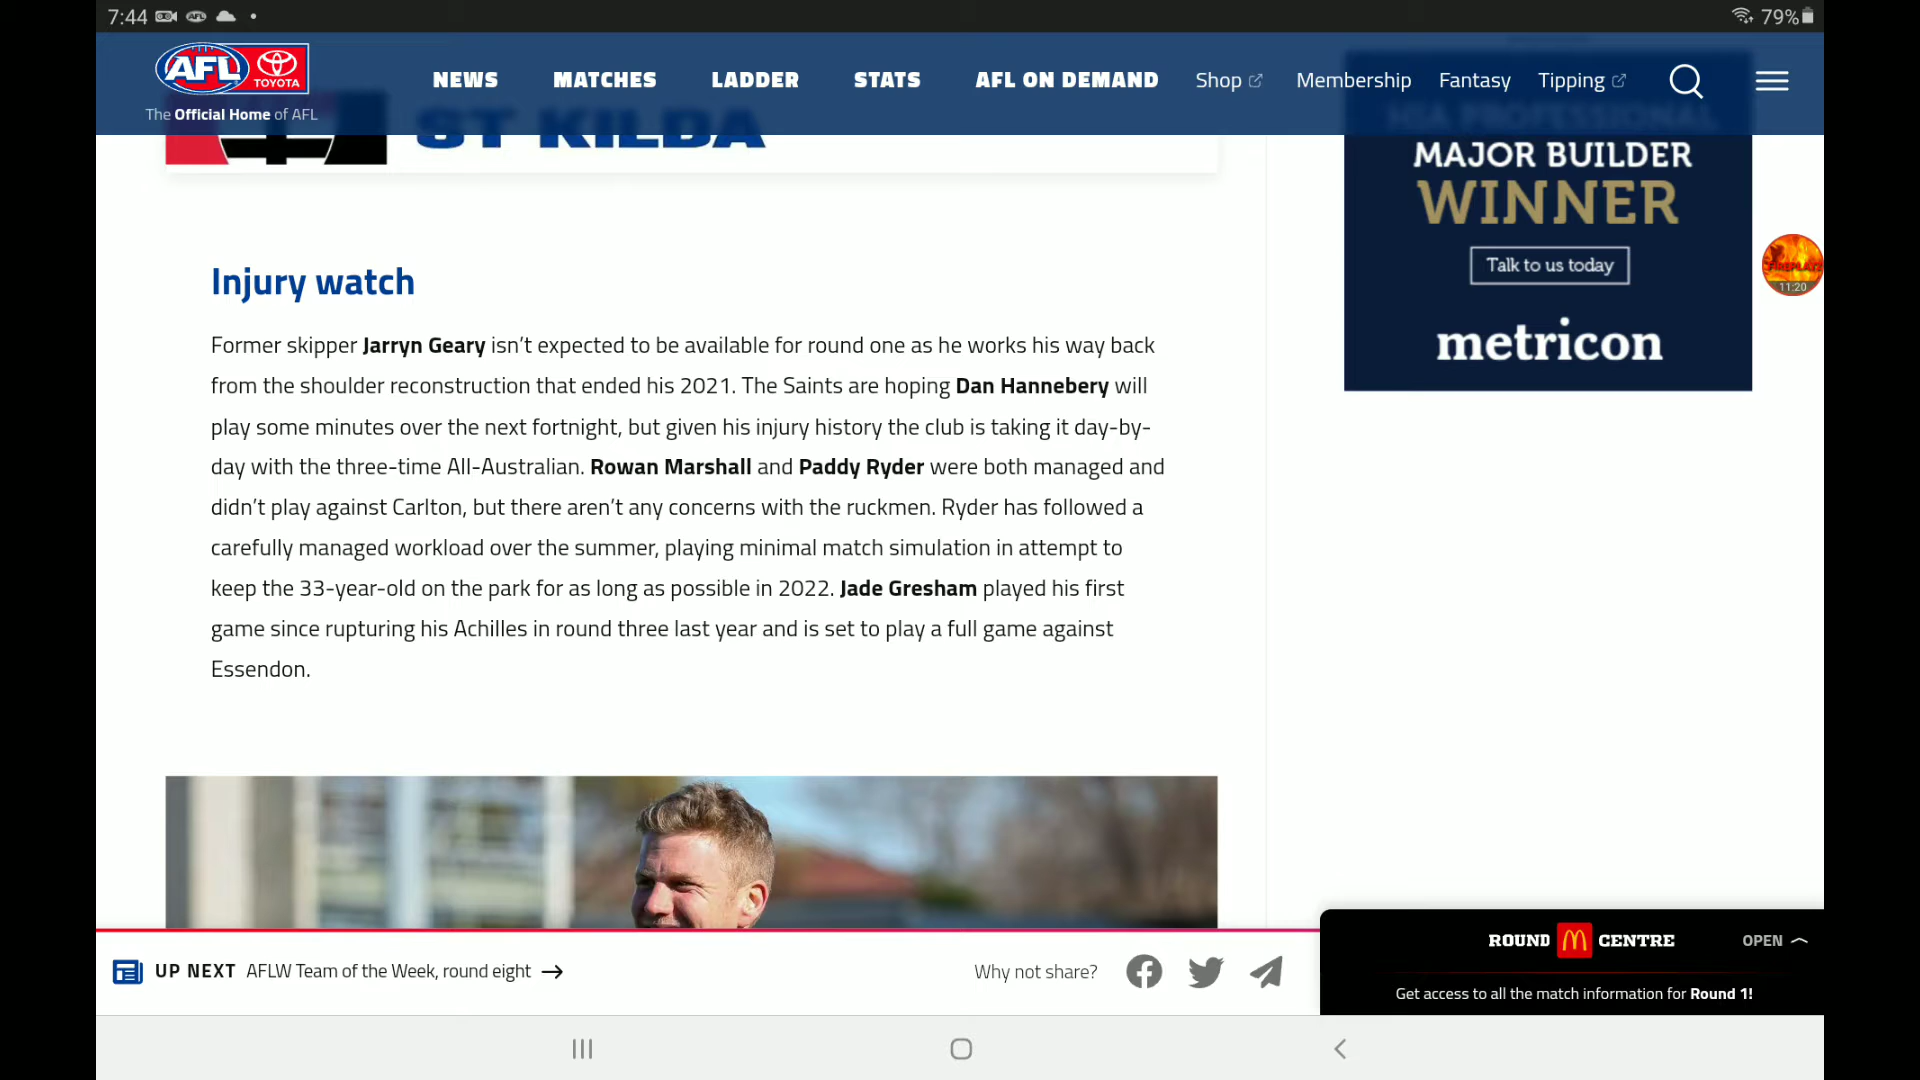 7:44
79%
AFL TOYOTA
The Official Home of AFL
NEWS MATCHES LADDER STATS AFL ON DEMAND Shop Membership Fantasy Tipping
ST KILDA
HIA PROFESSIONAL
MAJOR BUILDER
WINNER
Talk to us today
metricon
11:20
Injury watch
Former skipper Jarryn Geary isn’t expected to be available for round one as he works his way back
from the shoulder reconstruction that ended his 2021. The Saints are hoping Dan Hannebery will
play some minutes over the next fortnight, but given his injury history the club is taking it day-by-
day with the three-time All-Australian. Rowan Marshall and Paddy Ryder were both managed and
didn’t play against Carlton, but there aren’t any concerns with the ruckmen. Ryder has followed a
carefully managed workload over the summer, playing minimal match simulation in attempt to
keep the 33-year-old on the park for as long as possible in 2022. Jade Gresham played his first
game since rupturing his Achilles in round three last year and is set to play a full game against
Essendon.
UP NEXT AFLW Team of the Week, round eight
Why not share?
ROUND CENTRE
OPEN
Get access to all the match information for Round 1!